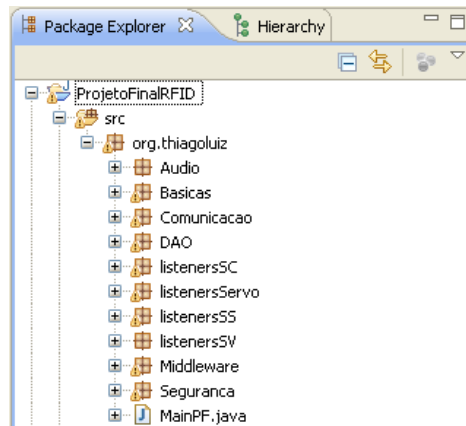 Package Explorer Hierarchy
ProjetoFinalRFID
src
org.thiagoluiz
Audio
Basicas
Comunicacao
DAO
listenersSC
listenersServo
listenersSS
listenersSV
Middleware
Seguranca
MainPF.java